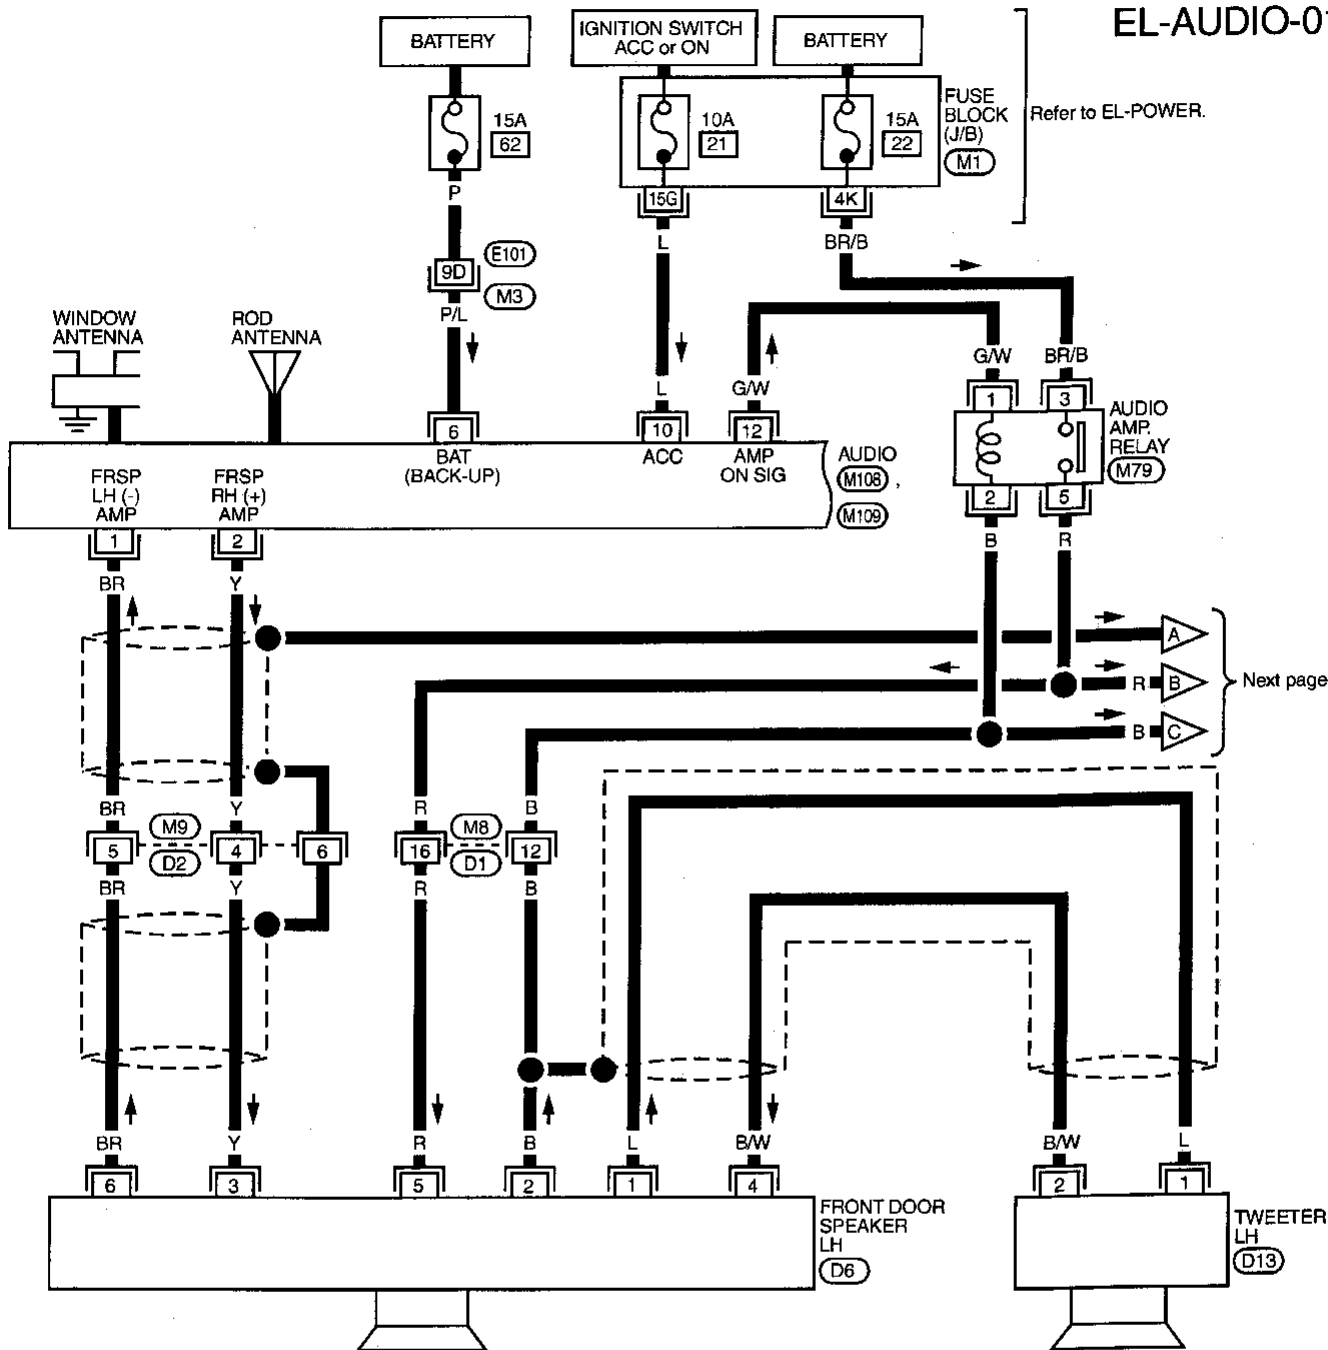 EL-AUDIO-01
BATTERY
IGNITION SWITCH
ACC or ON
BATTERY
15A
62
10A
21
15A
22
FUSE
BLOCK
(J/B)
M1
Refer to EL-POWER.
P
15G
4K
L
BR/B
9D
E101
M3
P/L
WINDOW
ANTENNA
ROD
ANTENNA
L
G/W
G/W
BR/B
1
3
6
10
12
AUDIO
AMP.
RELAY
M79
BAT
(BACK-UP)
ACC
AMP
ON SIG
AUDIO
M108 ,
M109
FRSP
LH (-)
AMP
FRSP
RH (+)
AMP
2
5
1
2
B
R
BR
Y
A
R
B
B
C
Next page
BR
Y
R
B
M9
M8
5
4
6
16
12
D2
D1
BR
Y
R
B
BR
Y
R
B
L
B/W
B/W
L
6
3
5
2
1
4
2
1
FRONT DOOR
SPEAKER
LH
D6
TWEETER
LH
D13